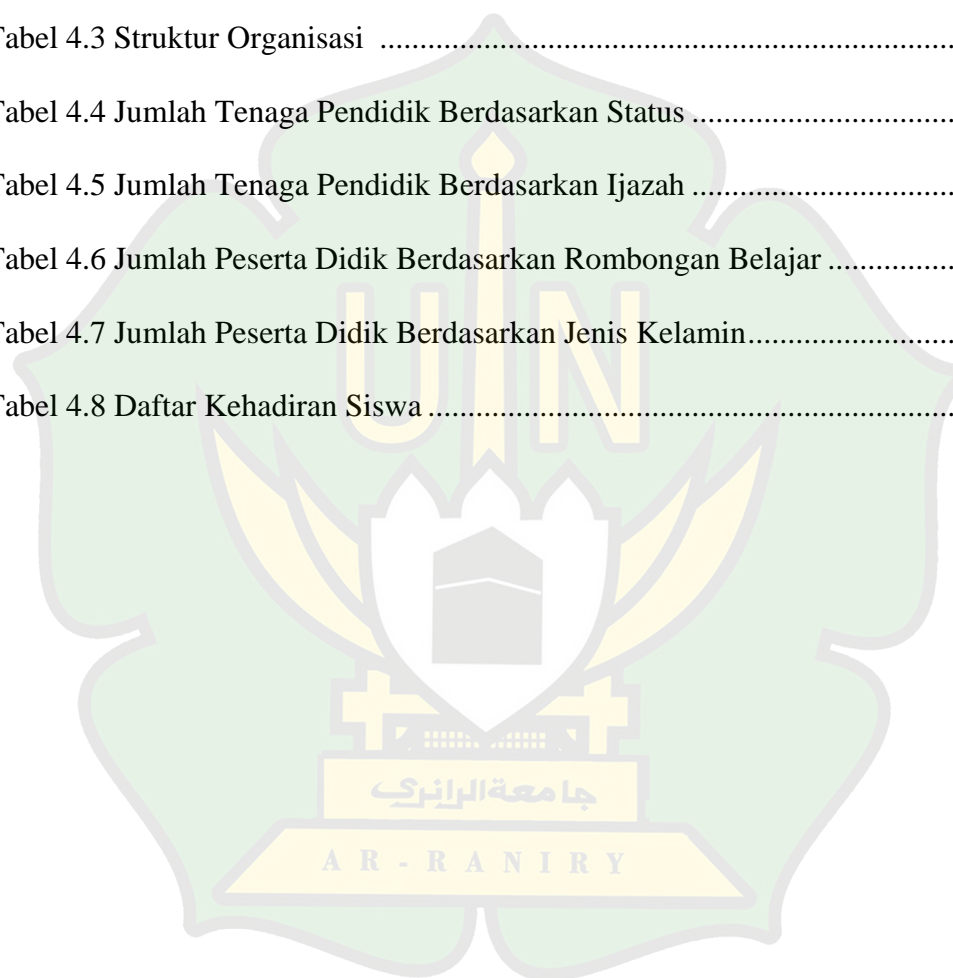 Tabel 4.3 Struktur Organisasi ........................................................................
Tabel 4.4 Jumlah Tenaga Pendidik Berdasarkan Status .................................
Tabel 4.5 Jumlah Tenaga Pendidik Berdasarkan Ijazah .................................
Tabel 4.6 Jumlah Peserta Didik Berdasarkan Rombongan Belajar ................
Tabel 4.7 Jumlah Peserta Didik Berdasarkan Jenis Kelamin..........................
Tabel 4.8 Daftar Kehadiran Siswa ..................................................................
UIN
جامعة الرانري
AR-RANIRY